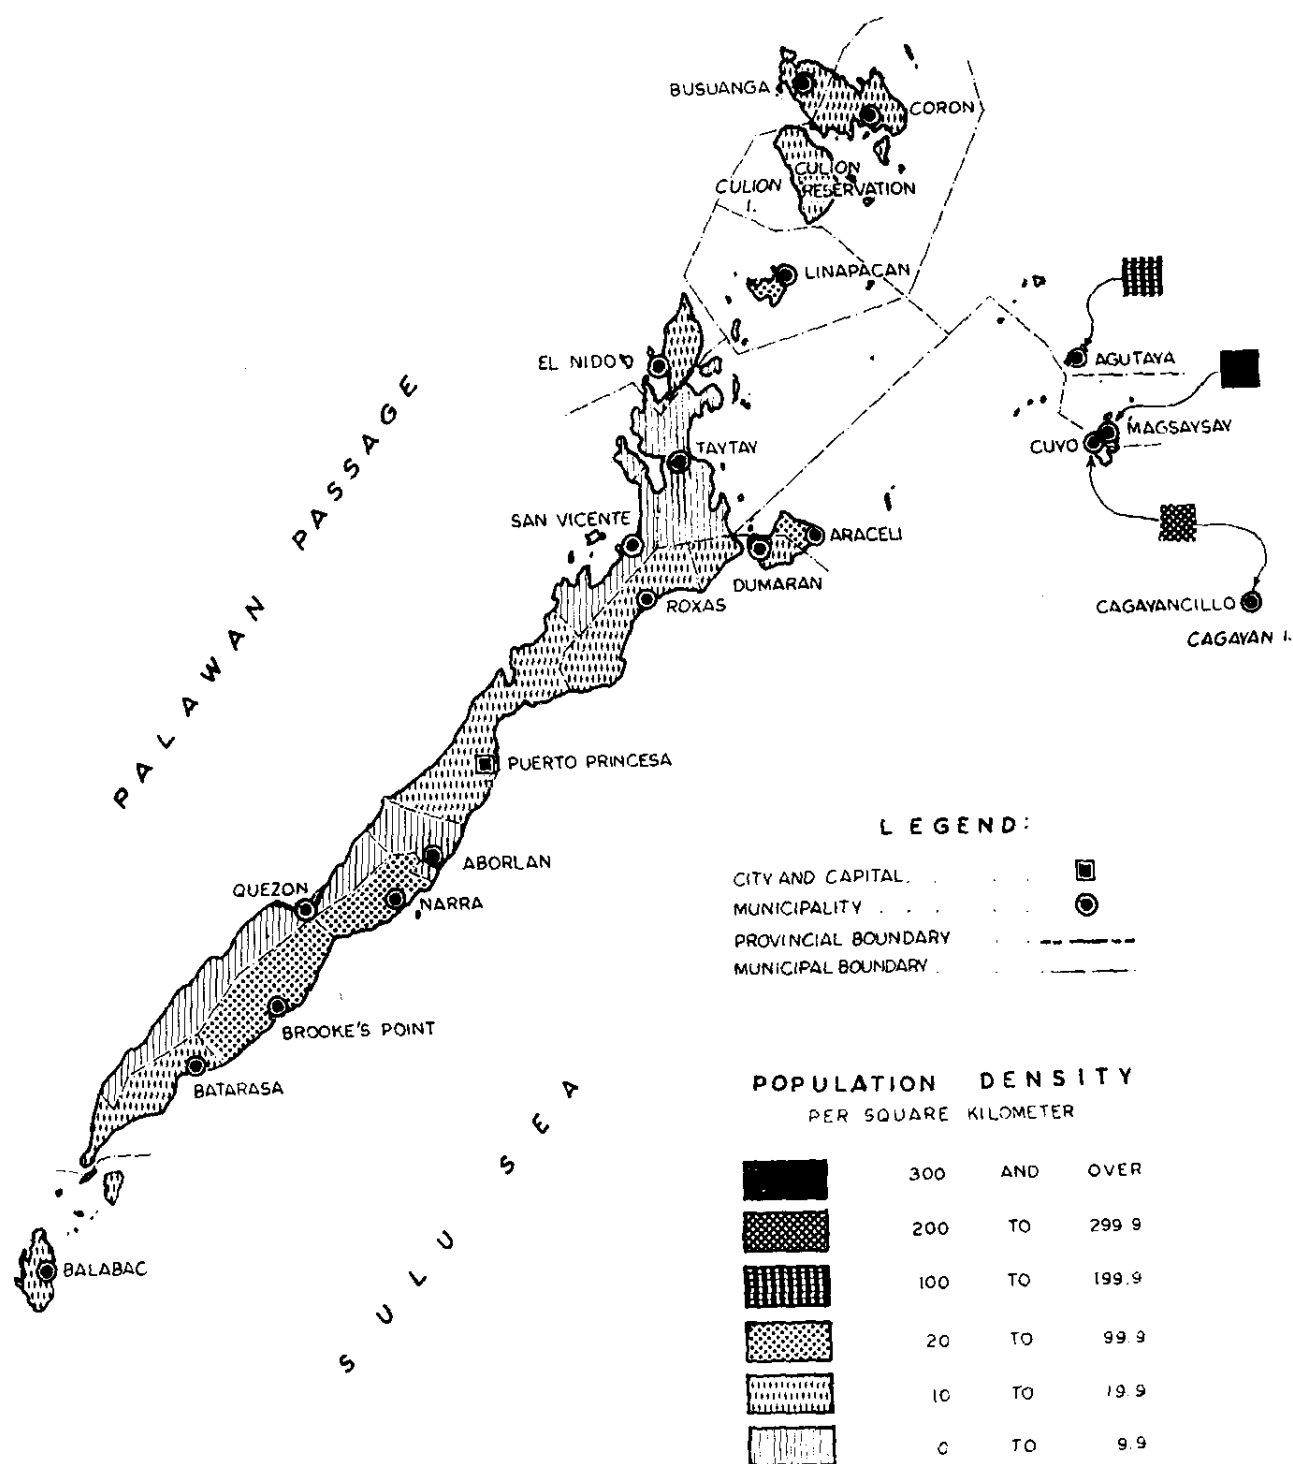 BUSUANGA
CORON
CULION
RESERVATION
CULION
I.
LINAPACAN
EL NIDO
AGUTAYA
MAGSAYSAY
CUYO
TAYTAY
SAN VICENTE
ARACELI
DUMARAN
ROXAS
CAGAYANCILLO
CAGAYAN I.
PALAWAN PASSAGE
PUERTO PRINCESA
ABORLAN
QUEZON
NARRA
BROOKE'S POINT
BATARASA
BALABAC
SULU SEA
LEGEND:
CITY AND CAPITAL. . .
MUNICIPALITY . . . . .
PROVINCIAL BOUNDARY . .
MUNICIPAL BOUNDARY . . .
POPULATION DENSITY
PER SQUARE KILOMETER
300 AND OVER
200 TO 299 9
100 TO 199.9
20 TO 99.9
10 TO 19.9
0 TO 9.9